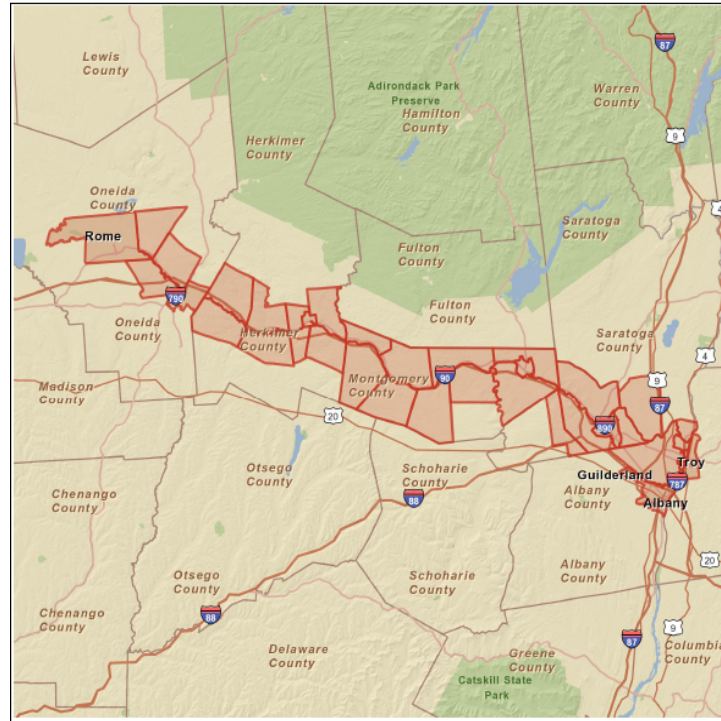 87
Lewis
County
Adirondack Park
Preserve
Hamilton
County
Warren
County
9
Herkimer
County
Oneida
County
4
Rome
Saratoga
County
Fulton
County
790
Fulton
County
Oneida
County
Herkimer
County
Saratoga
County
4
90
Montgomery
County
9
Madison
County
87
20
890
Otsego
County
Schoharie
County
Troy
Guilderland
787
Chenango
County
88
Albany
County
Albany
20
Otsego
County
Schoharie
County
Albany
County
Chenango
County
88
9
87
Delaware
County
Greene
County
Columbia
County
Catskill State
Park